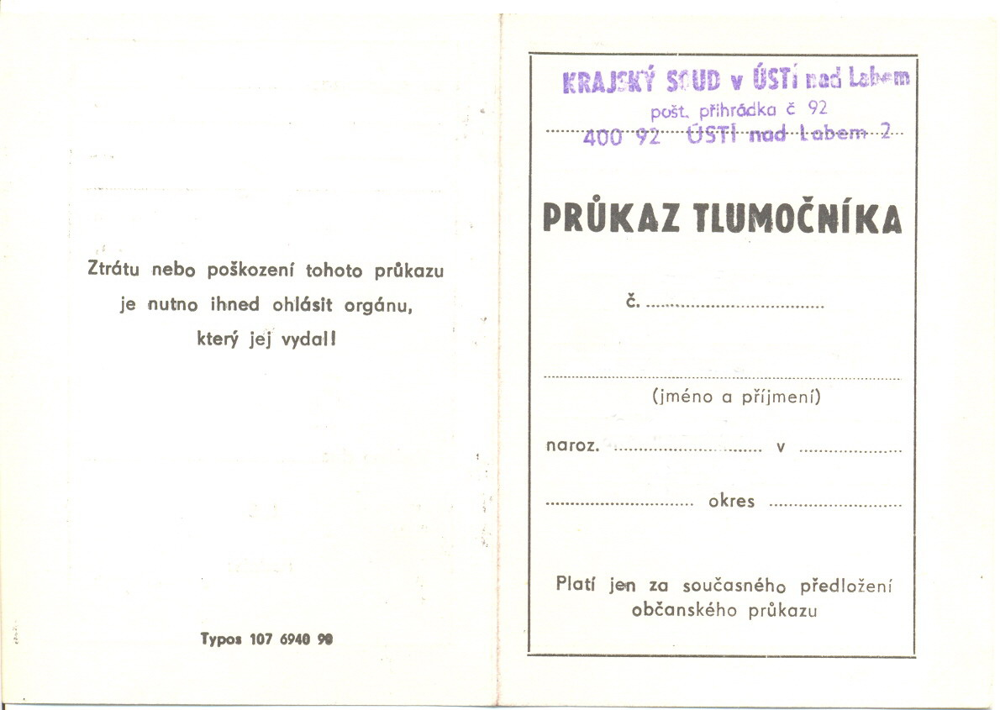 Ztrátu nebo poškození tohoto průkazu
je nutno ihned ohlásit orgánu,
který jej vydal!
Typos 107 6940 90
KRAJSKÝ SOUD v ÚSTÍ nad Labem
pošt. přihrádka č 92
400 92 ÚSTÍ nad Labem 2
PRŮKAZ TLUMOČNÍKA
č. ........................................
(jméno a příjmení)
naroz. .................................. v ........................
.................................. okres ..............................
Platí jen za současného předložení
občanského průkazu